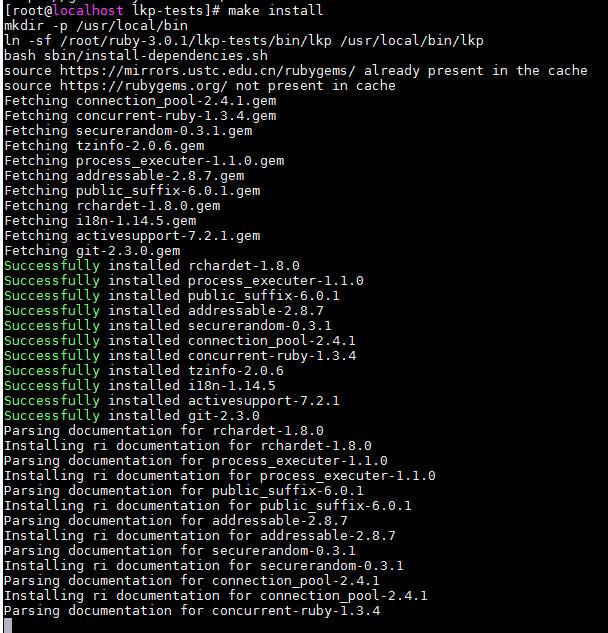 [root@localhost lkp-tests]# make install
mkdir -p /usr/local/bin
ln -sf /root/ruby-3.0.1/lkp-tests/bin/lkp /usr/local/bin/lkp
bash sbin/install-dependencies.sh
source https://mirrors.ustc.edu.cn/rubygems/ already present in the cache
source https://rubygems.org/ not present in cache
Fetching connection_pool-2.4.1.gem
Fetching concurrent-ruby-1.3.4.gem
Fetching securerandom-0.3.1.gem
Fetching tzinfo-2.0.6.gem
Fetching process_executer-1.1.0.gem
Fetching addressable-2.8.7.gem
Fetching public_suffix-6.0.1.gem
Fetching rchardet-1.8.0.gem
Fetching i18n-1.14.5.gem
Fetching activesupport-7.2.1.gem
Fetching git-2.3.0.gem
Successfully installed rchardet-1.8.0
Successfully installed process_executer-1.1.0
Successfully installed public_suffix-6.0.1
Successfully installed addressable-2.8.7
Successfully installed securerandom-0.3.1
Successfully installed connection_pool-2.4.1
Successfully installed concurrent-ruby-1.3.4
Successfully installed tzinfo-2.0.6
Successfully installed i18n-1.14.5
Successfully installed activesupport-7.2.1
Successfully installed git-2.3.0
Parsing documentation for rchardet-1.8.0
Installing ri documentation for rchardet-1.8.0
Parsing documentation for process_executer-1.1.0
Installing ri documentation for process_executer-1.1.0
Parsing documentation for public_suffix-6.0.1
Installing ri documentation for public_suffix-6.0.1
Parsing documentation for addressable-2.8.7
Installing ri documentation for addressable-2.8.7
Parsing documentation for securerandom-0.3.1
Installing ri documentation for securerandom-0.3.1
Parsing documentation for connection_pool-2.4.1
Installing ri documentation for connection_pool-2.4.1
Parsing documentation for concurrent-ruby-1.3.4